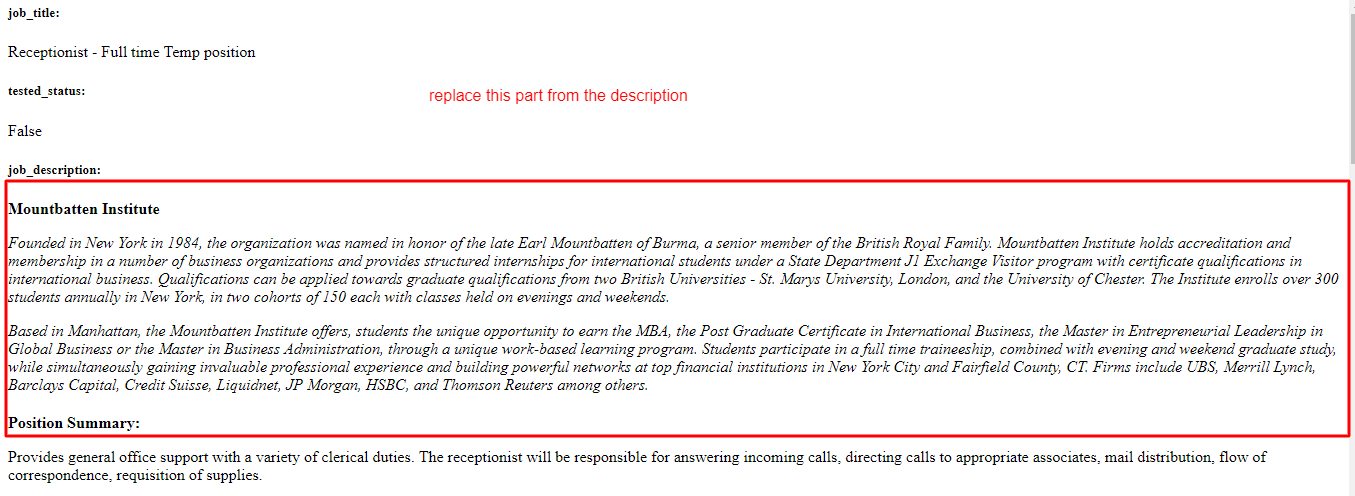 job_title:
Receptionist - Full time Temp position
tested_status:
replace this part from the description
False
job_description:
Mountbatten Institute
Founded in New York in 1984, the organization was named in honor of the late Earl Mountbatten of Burma, a senior member of the British Royal Family. Mountbatten Institute holds accreditation and
membership in a number of business organizations and provides structured internships for international students under a State Department J1 Exchange Visitor program with certificate qualifications in
international business. Qualifications can be applied towards graduate qualifications from two British Universities - St. Marys University, London, and the University of Chester. The Institute enrolls over 300
students annually in New York, in two cohorts of 150 each with classes held on evenings and weekends.
Based in Manhattan, the Mountbatten Institute offers, students the unique opportunity to earn the MBA, the Post Graduate Certificate in International Business, the Master in Entrepreneurial Leadership in
Global Business or the Master in Business Administration, through a unique work-based learning program. Students participate in a full time traineeship, combined with evening and weekend graduate study,
while simultaneously gaining invaluable professional experience and building powerful networks at top financial institutions in New York City and Fairfield County, CT. Firms include UBS, Merrill Lynch,
Barclays Capital, Credit Suisse, Liquidnet, JP Morgan, HSBC, and Thomson Reuters among others.
Position Summary:
Provides general office support with a variety of clerical duties. The receptionist will be responsible for answering incoming calls, directing calls to appropriate associates, mail distribution, flow of
correspondence, requisition of supplies.